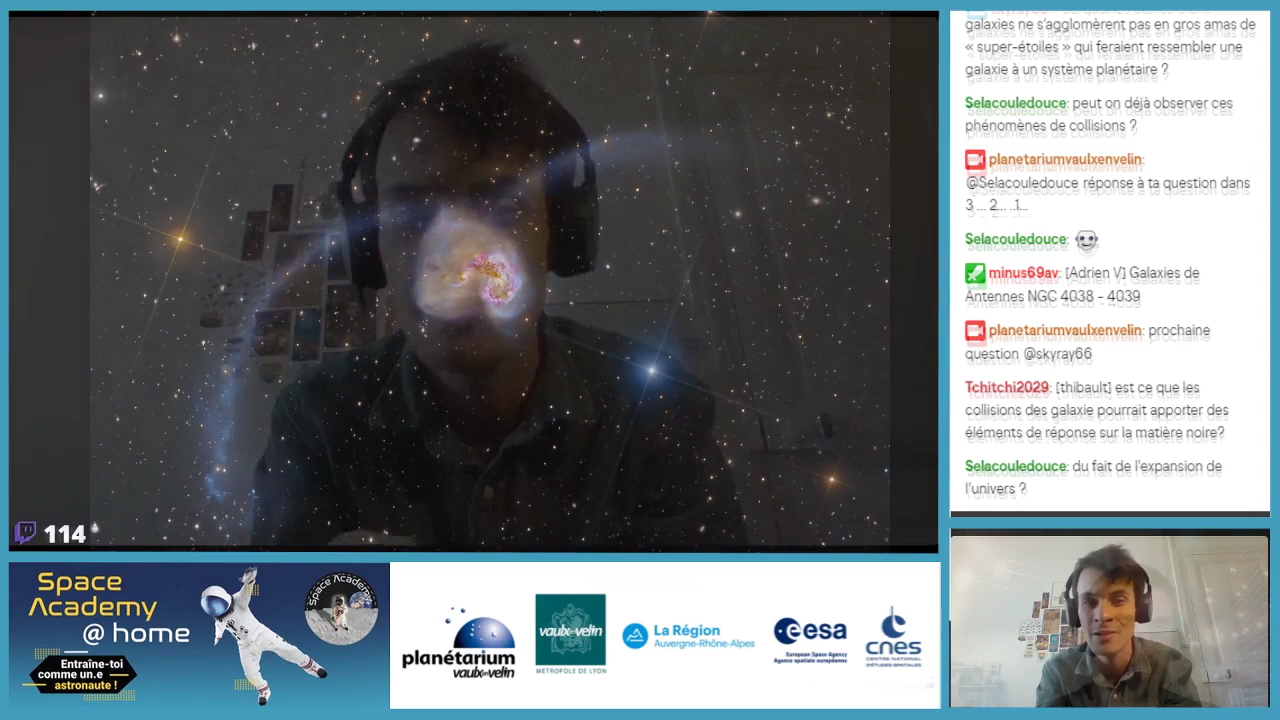 galaxies ne s'agglomèrent pas en gros amas de
« super-étoiles » qui feraient ressembler une
galaxie à un système planétaire ?
Selacouledouce: peut on déjà observer ces
phénomènes de collisions ?
planetariumvaulxenvelin:
@Selacouledouce réponse à ta question dans
3 ... 2... ..1...
Selacouledouce:
minus69av: [Adrien V] Galaxies de
Antennes NGC 4038 - 4039
planetariumvaulxenvelin: prochaine
question @skyray66
Tchitchi2029: [thibault] est ce que les
collisions des galaxie pourrait apporter des
éléments de réponse sur la matière noire?
Selacouledouce: du fait de l'expansion de
l'univers ?
114
Space
Academy
@ home
Entraîne-toi
comme un.e
astronaute !
Space Academy
planétarium
vaulx en velin
vaulx en velin
MÉTROPOLE DE LYON
La Région
Auvergne-Rhône-Alpes
esa
European Space Agency
Agence spatiale européenne
cnes
CENTRE NATIONAL
D'ÉTUDES SPATIALES